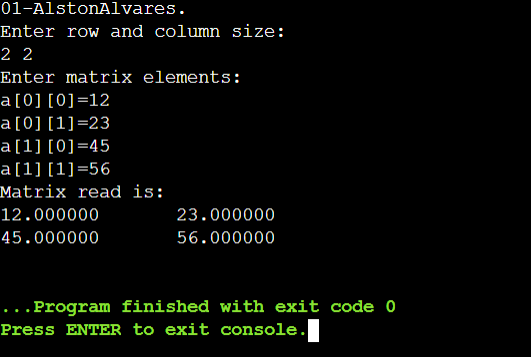 01-AlstonAlvares.
Enter row and column size:
2 2
Enter matrix elements:
a[0][0]=12
a[0][1]=23
a[1][0]=45
a[1][1]=56
Matrix read is:
12.000000       23.000000
45.000000       56.000000
...Program finished with exit code 0
Press ENTER to exit console.